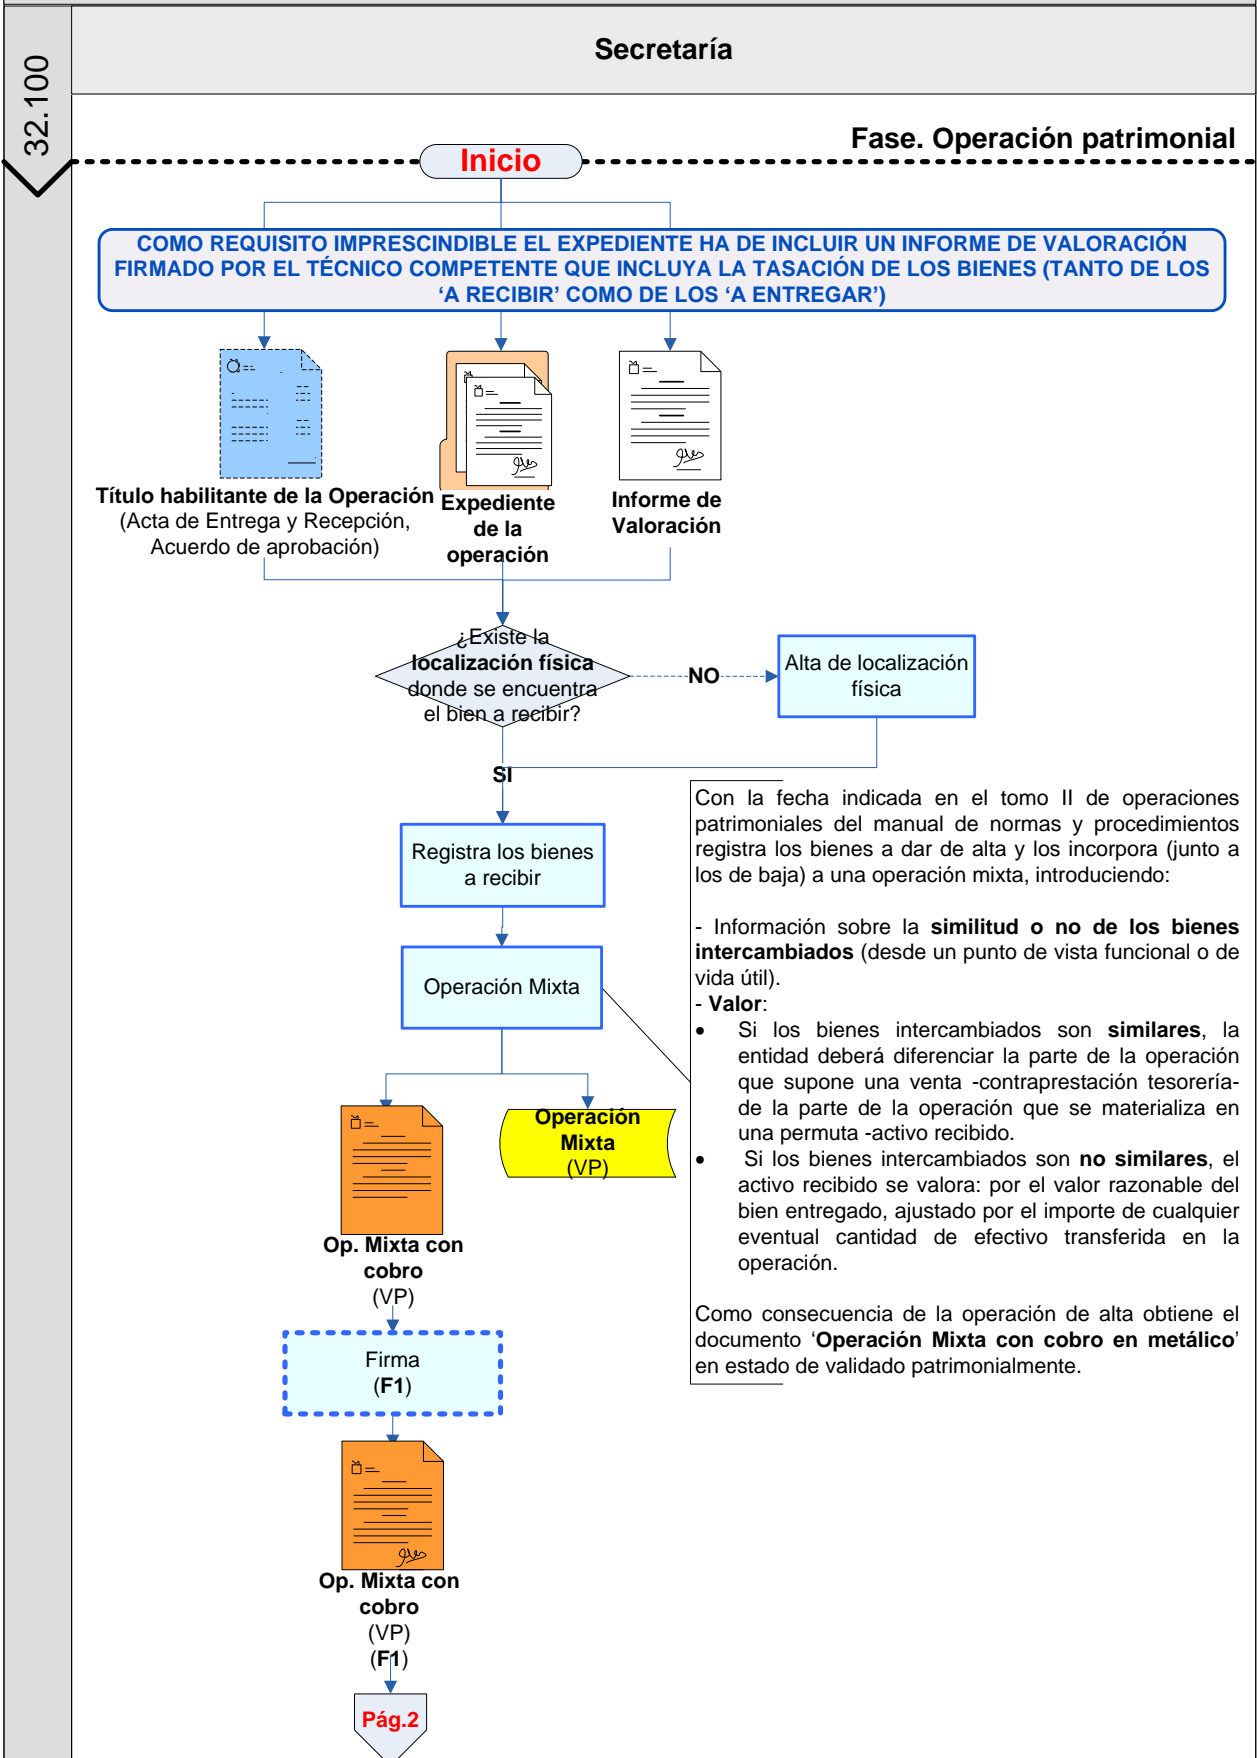 Secretaría
32.100
Fase. Operación patrimonial
Inicio
COMO REQUISITO IMPRESCINDIBLE EL EXPEDIENTE HA DE INCLUIR UN INFORME DE VALORACIÓN
FIRMADO POR EL TÉCNICO COMPETENTE QUE INCLUYA LA TASACIÓN DE LOS BIENES (TANTO DE LOS
‘A RECIBIR’ COMO DE LOS ‘A ENTREGAR’)
Título habilitante de la Operación
(Acta de Entrega y Recepción,
Acuerdo de aprobación)
Expediente
de la
operación
Informe de
Valoración
¿Existe la
localización física
donde se encuentra
el bien a recibir?
NO
Alta de localización
física
SI
Registra los bienes
a recibir
Operación Mixta
Con la fecha indicada en el tomo II de operaciones
patrimoniales del manual de normas y procedimientos
registra los bienes a dar de alta y los incorpora (junto a
los de baja) a una operación mixta, introduciendo:
- Información sobre la similitud o no de los bienes
intercambiados (desde un punto de vista funcional o de
vida útil).
- Valor:
• Si los bienes intercambiados son similares, la
entidad deberá diferenciar la parte de la operación
que supone una venta -contraprestación tesorería-
de la parte de la operación que se materializa en
una permuta -activo recibido.
• Si los bienes intercambiados son no similares, el
activo recibido se valora: por el valor razonable del
bien entregado, ajustado por el importe de cualquier
eventual cantidad de efectivo transferida en la
operación.
Como consecuencia de la operación de alta obtiene el
documento ‘Operación Mixta con cobro en metálico’
en estado de validado patrimonialmente.
Operación
Mixta
(VP)
Op. Mixta con
cobro
(VP)
Firma
(F1)
Op. Mixta con
cobro
(VP)
(F1)
Pág.2